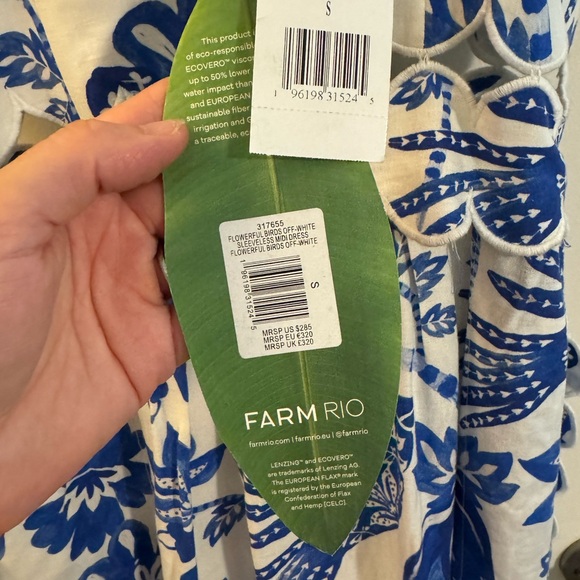 S
1 96198 31524 5
This product
of eco-responsible
ECOVERO™ viscose
up to 50% lower
water impact than
and EUROPEAN
sustainable fiber
irrigation and
a traceable,
317655
FLOWERFUL BIRDS OFF-WHITE
SLEEVELESS MIDI DRESS
FLOWERFUL BIRDS OFF-WHITE
1 96198 31524 5
S
MRSP US $285
MRSP EU €320
MRSP UK £320
FARM RIO
farmrio.com | farmrio.eu | @farmrio
LENZING™ and ECOVERO™
are trademarks of Lenzing AG.
The EUROPEAN FLAX® mark
is registered by the European
Confederation of Flax
and Hemp (CELC).